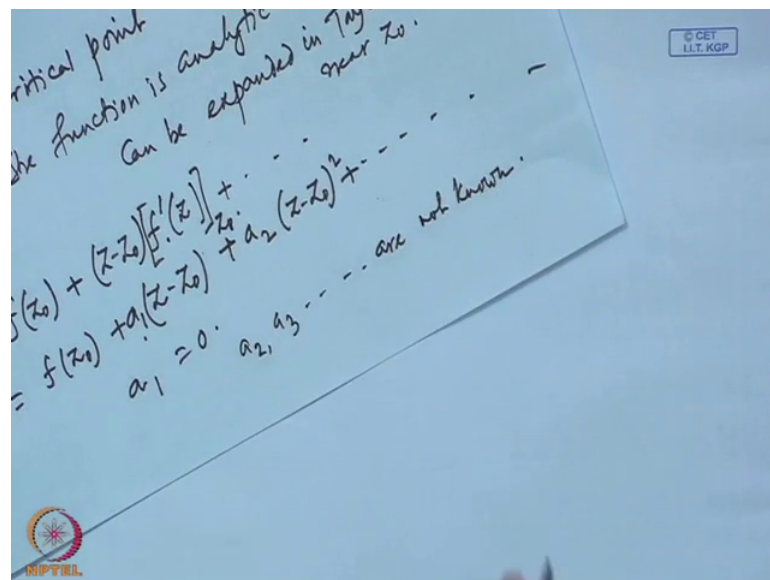 critical point
the function is analytic
can be expanded in Tay
near z₀.
f(z₀) + (z-z₀)[f'(z)]z₀ + . . .
= f(z₀) + a₁(z-z₀) + a₂(z-z₀)² + - - - - . . -
a₁ = 0. a₂, a₃ - - - . are not known.
© CET
I.I.T. KGP
NPTEL